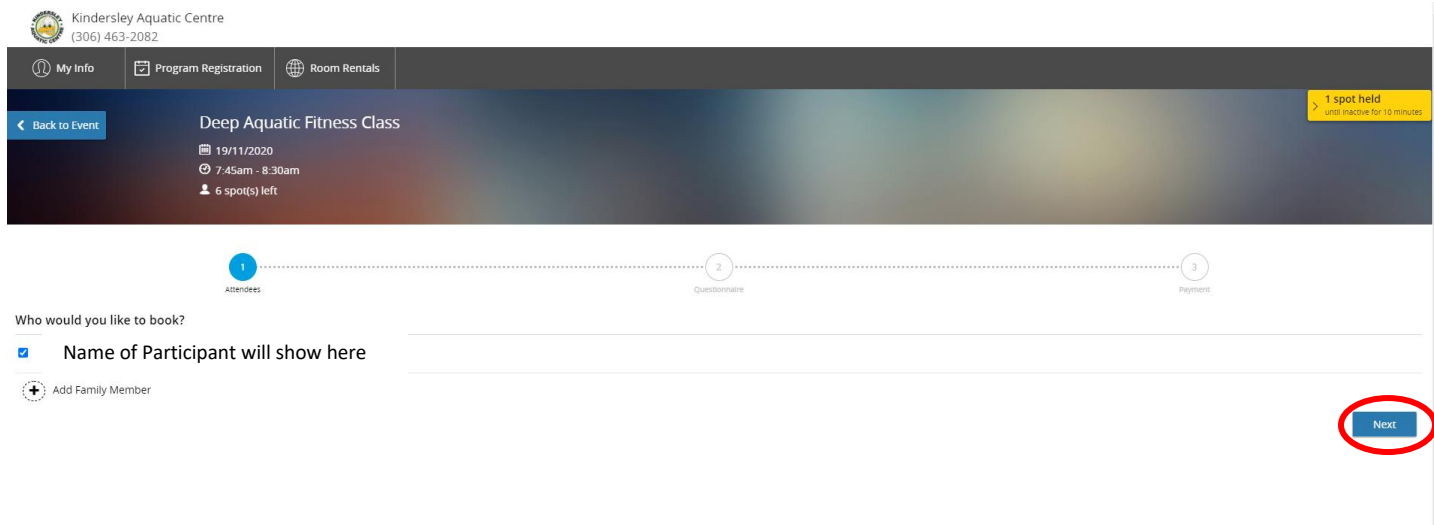 Kindersley Aquatic Centre
(306) 463-2082
My Info
Program Registration
Room Rentals
1 spot held
until inactive for 10 minutes
Back to Event
Deep Aquatic Fitness Class
19/11/2020
7:45am - 8:30am
6 spot(s) left
1
2
3
Attendees
Questionnaire
Payment
Who would you like to book?
Name of Participant will show here
Add Family Member
Next